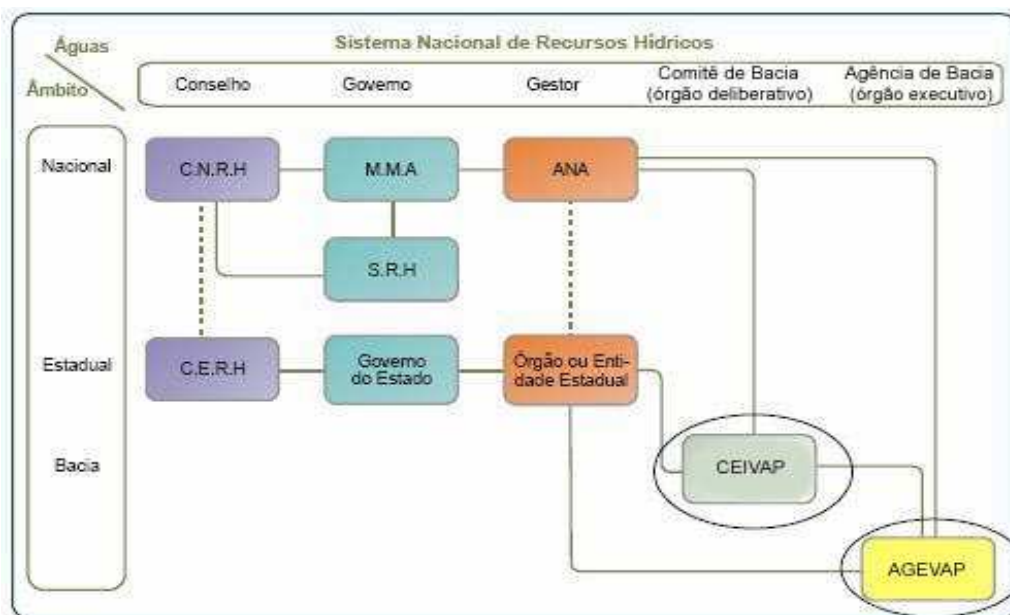 Águas
Âmbito
Sistema Nacional de Recursos Hídricos
Conselho
Governo
Gestor
Comitê de Bacia
(órgão deliberativo)
Agência de Bacia
(órgão executivo)
Nacional
C.N.R.H
M.M.A
ANA
S.R.H
Estadual
C.E.R.H
Governo
do Estado
Órgão ou Enti-
dade Estadual
Bacia
CEIVAP
AGEVAP